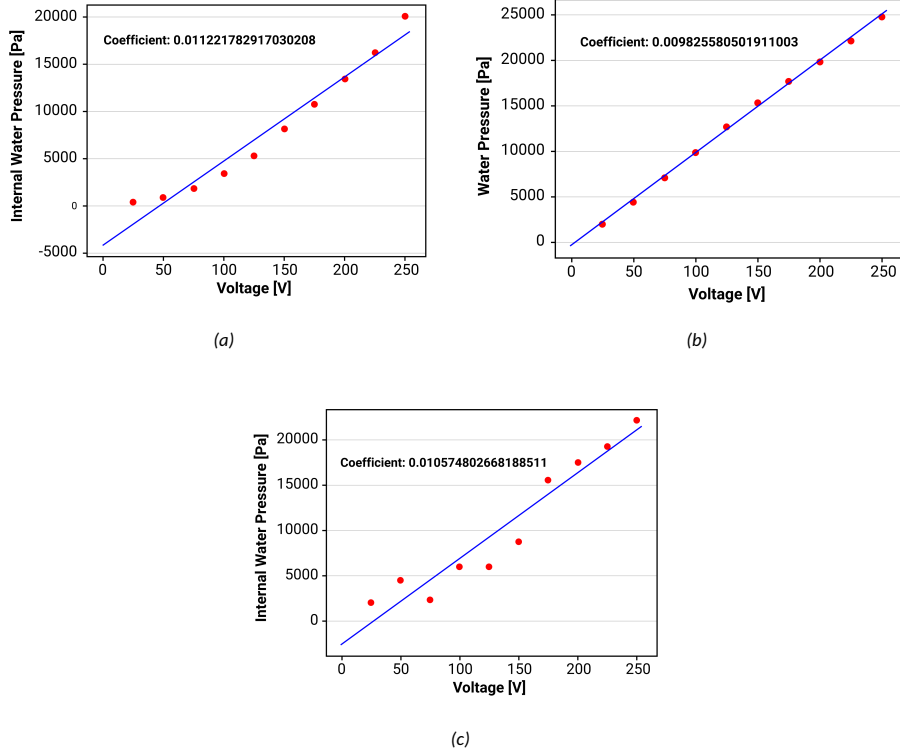 20000
15000
10000
5000
0
-5000
Internal Water Pressure [Pa]
Coefficient: 0.011221782917030208
0 50 100 150 200 250
Voltage [V]
(a)
25000
20000
15000
10000
5000
0
Water Pressure [Pa]
Coefficient: 0.009825580501911003
0 50 100 150 200 250
Voltage [V]
(b)
20000
15000
10000
5000
0
Internal Water Pressure [Pa]
Coefficient: 0.010574802668188511
0 50 100 150 200 250
Voltage [V]
(c)